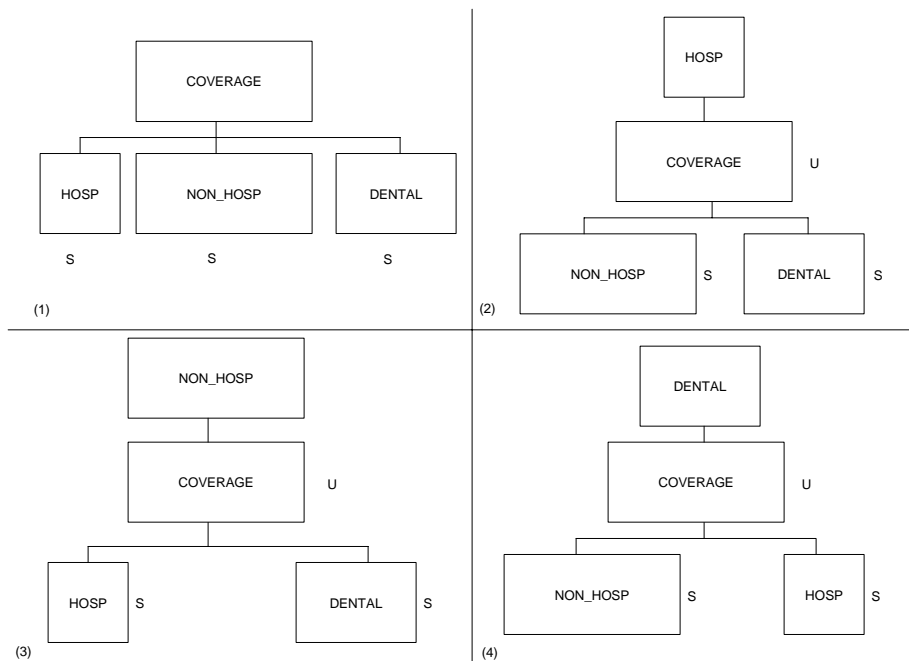 COVERAGE
HOSP
NON_HOSP
DENTAL
S
S
S
(1)
HOSP
COVERAGE
U
NON_HOSP
S
DENTAL
S
(2)
NON_HOSP
COVERAGE
U
HOSP
S
DENTAL
S
(3)
DENTAL
COVERAGE
U
NON_HOSP
S
HOSP
S
(4)